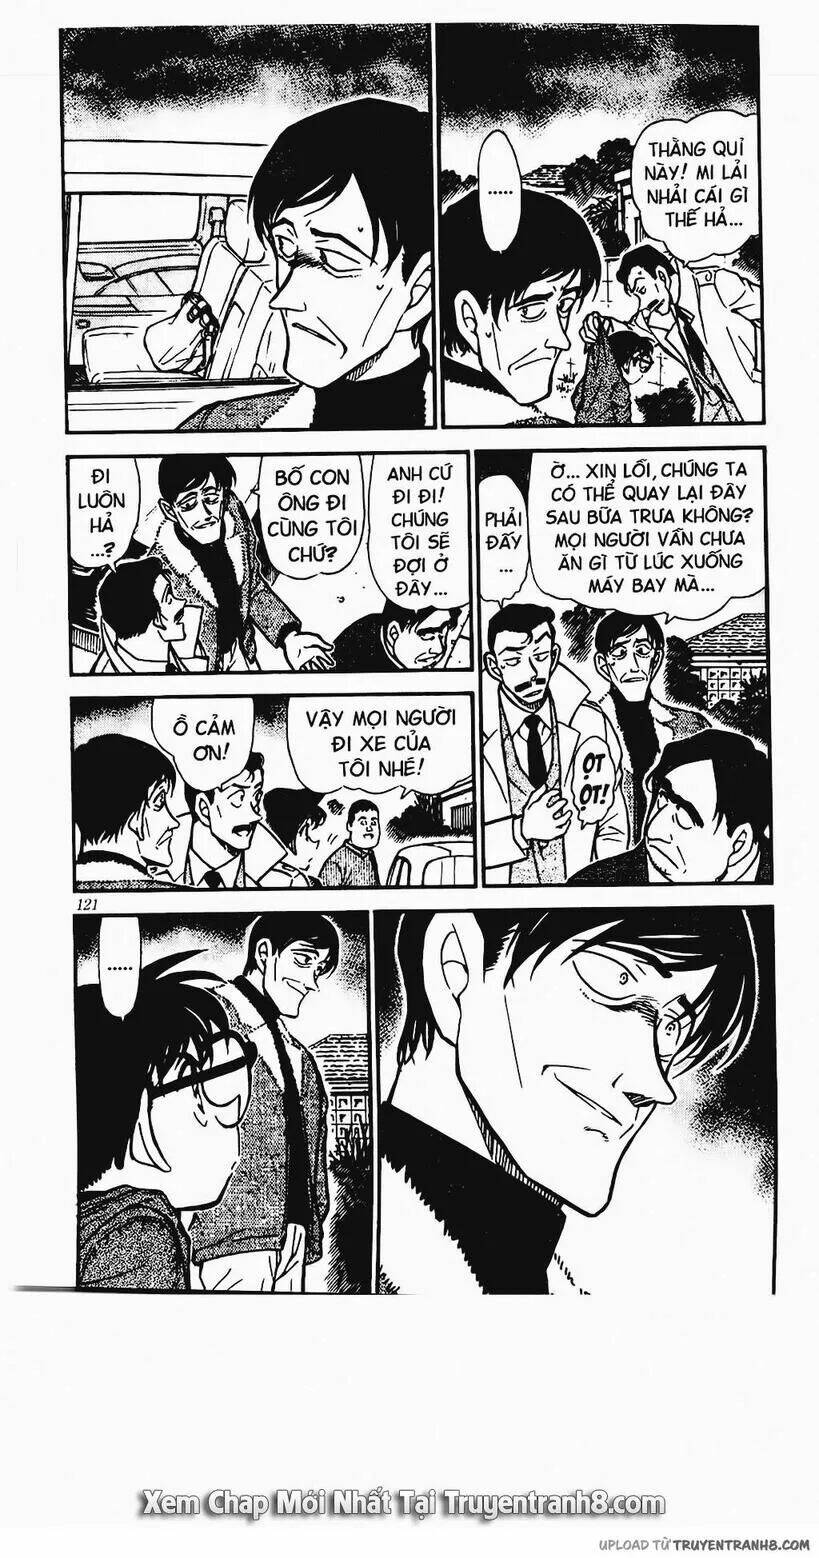 THẰNG QUỈ
NÀY! MI LẢI
NHẢI CÁI GÌ
THẾ HẢ...
......
Ờ... XIN LỖI, CHÚNG TA
CÓ THỂ QUAY LẠI ĐÂY
SAU BỮA TRƯA KHÔNG?
MỌI NGƯỜI VẪN CHƯA
ĂN GÌ TỪ LÚC XUỐNG
MÁY BAY MÀ...
PHẢI
ĐẤY
...
ỌT
ỌT!
ANH CỨ
ĐI ĐI!
CHÚNG
TÔI SẼ
ĐỢI Ở
ĐÂY...
BỐ CON
ÔNG ĐI
CÙNG TÔI
CHỨ?
ĐI
LUÔN
HẢ
...?
VẬY MỌI NGƯỜI
ĐI XE CỦA
TÔI NHÉ!
Ồ CẢM
ƠN!
121
......
Xem Chap Mới Nhất Tại Truyentranh8.com
UPLOAD TỪ TRUYENTRANH8.COM